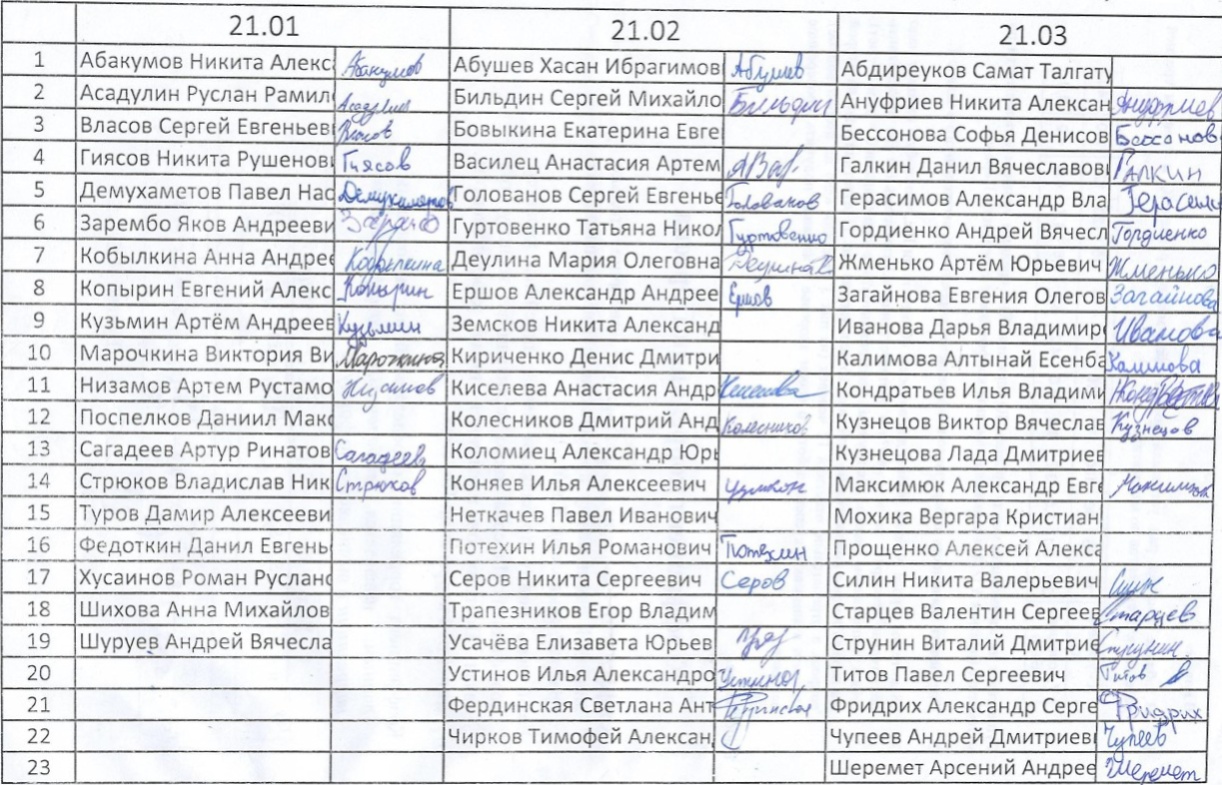 21.01 21.02 21.03
1 Абакумов Никита Алекс Абакумов Абушев Хасан Ибрагимов Абушев Абдиреуков Самат Талгату
2 Асадулин Руслан Рамил Асадулин Бильдин Сергей Михайло Бильдин Ануфриев Никита Алексан Ануфриев
3 Власов Сергей Евгеньев Власов Бовыкина Екатерина Евге Бессонова Софья Денисов Бессонов
4 Гиясов Никита Рушенов Гиясов Василец Анастасия Артем Галкин Данил Вячеславов Галкин
5 Демухаметов Павел Нас Демухаметов Голованов Сергей Евгенье Голованов Герасимов Александр Вла Герасим
6 Зарембо Яков Андрееви Гуртовенко Татьяна Никол Гуртовенко Гордиенко Андрей Вячесл Гордиенко
7 Кобылкина Анна Андрее Кобылкина Деулина Мария Олеговна Деулина Жменько Артём Юрьевич Жменько
8 Копырин Евгений Алекс Копырин Ершов Александр Андрее Ершов Загайнова Евгения Олегов Загайнова
9 Кузьмин Артём Андреев Кузьмин Земсков Никита Александ Иванова Дарья Владимир Иванова
10 Марочкина Виктория Ви Марочкина Кириченко Денис Дмитри Калимова Алтынай Есенба Калимова
11 Низамов Артем Рустамо Низамов Киселева Анастасия Андр Киселева Кондратьев Илья Владими Кондратьев
12 Поспелков Даниил Мак Колесников Дмитрий Анд Колесников Кузнецов Виктор Вячеслав Кузнецов
13 Сагадеев Артур Ринатов Сагадеев Коломиец Александр Юр Кузнецова Лада Дмитриев
14 Стрюков Владислав Ник Стрюков Коняев Илья Алексеевич Максимюк Александр Евге Максимюк
15 Туров Дамир Алексееви Неткачев Павел Иванович Мохика Вергара Кристиан
16 Федоткин Данил Евгень Потехин Илья Романович Потехин Прощенко Алексей Алекса
17 Хусаинов Роман Руслан Серов Никита Сергеевич Серов Силин Никита Валерьевич
18 Шихова Анна Михайлов Трапезников Егор Владим Старцев Валентин Сергеев Старцев
19 Шуруев Андрей Вячесла Усачёва Елизавета Юрьев Струнин Виталий Дмитрие Струнин
20 Устинов Илья Александро Устинов Титов Павел Сергеевич Титов
21 Фердинская Светлана Ант Фердинская Фридрих Александр Серге Фридрих
22 Чирков Тимофей Алексан Чупеев Андрей Дмитриев Чупеев
23 Шеремет Арсений Андрее Шеремет